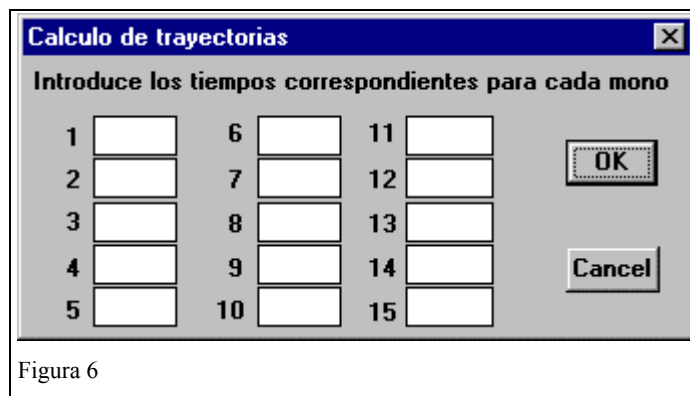 Calculo de trayectorias
Introduce los tiempos correspondientes para cada mono
1 6 11
OK
2 7 12
3 8 13
4 9 14 Cancel
5 10 15
Figura 6